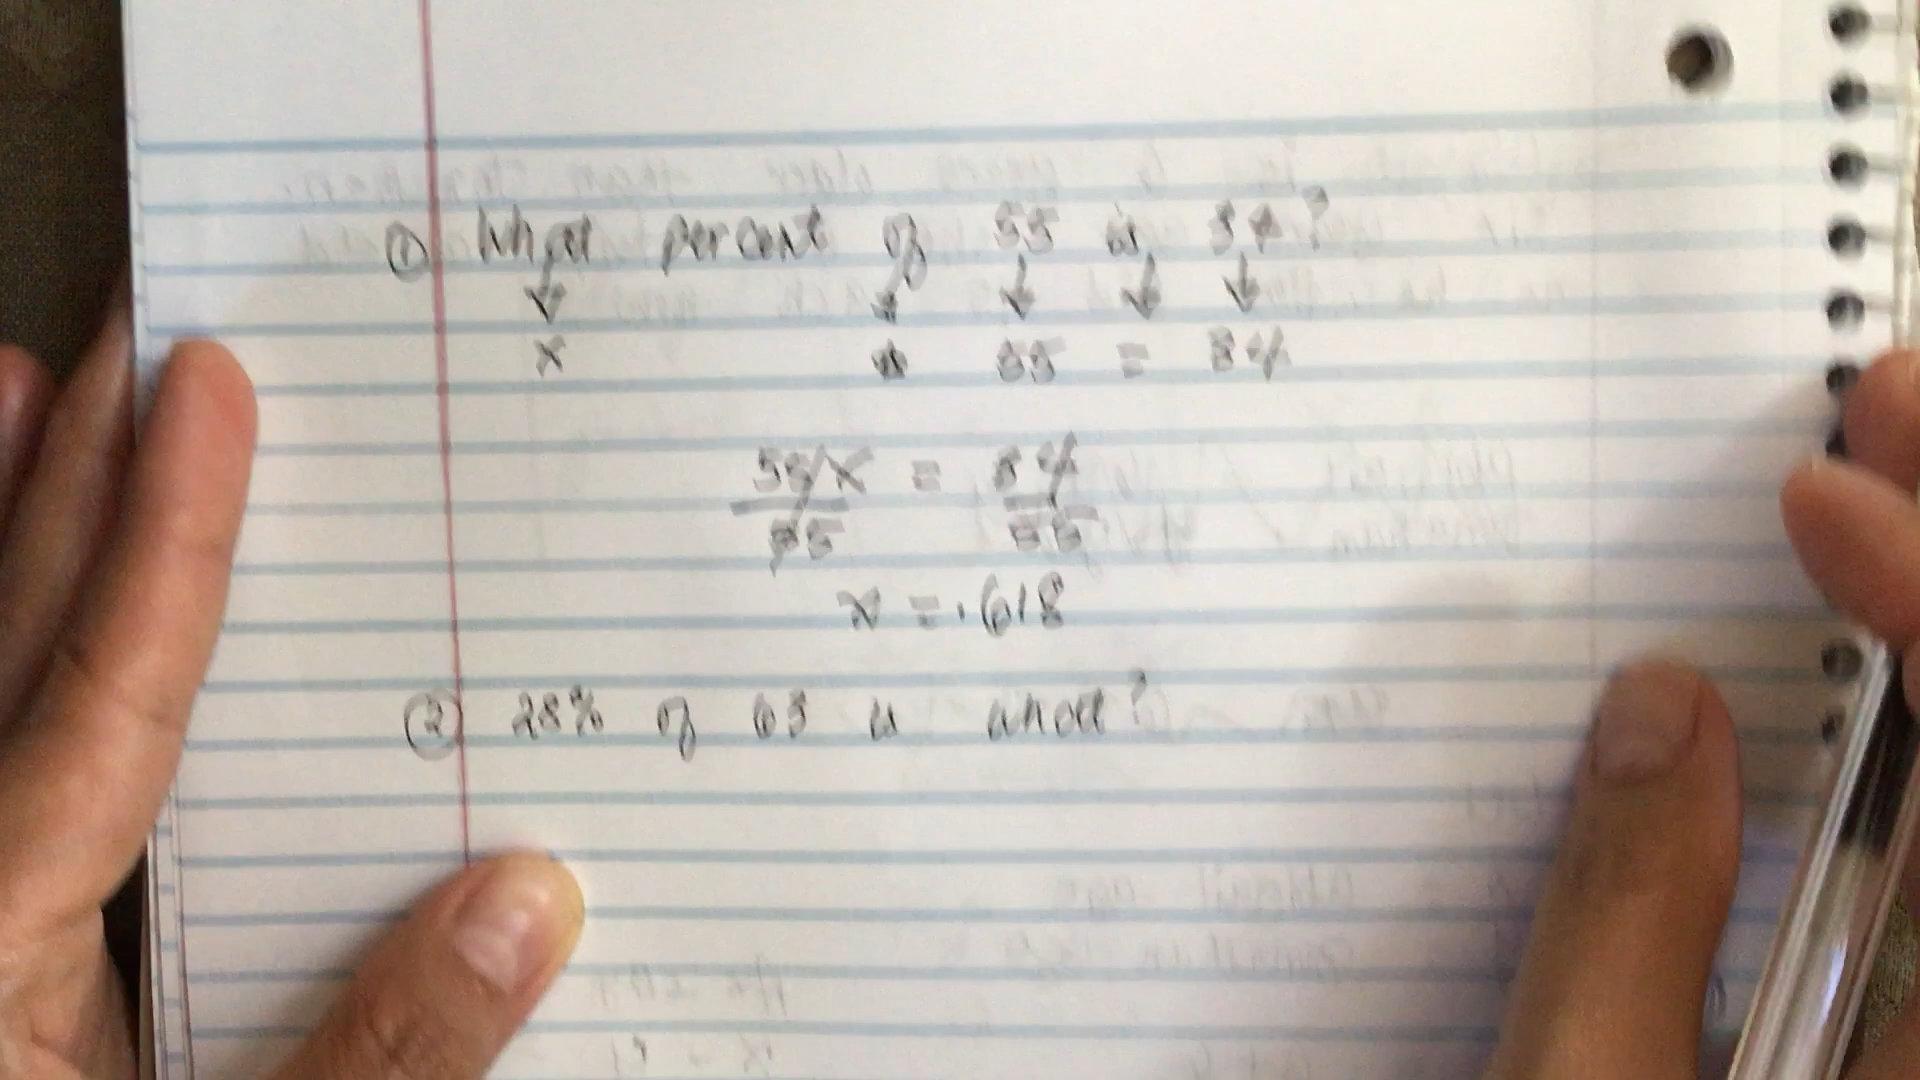 ① What percent of 55 is 34?
x * 55 = 34
55x = 34
55 55
x = .618
② 28% of 63 is what?